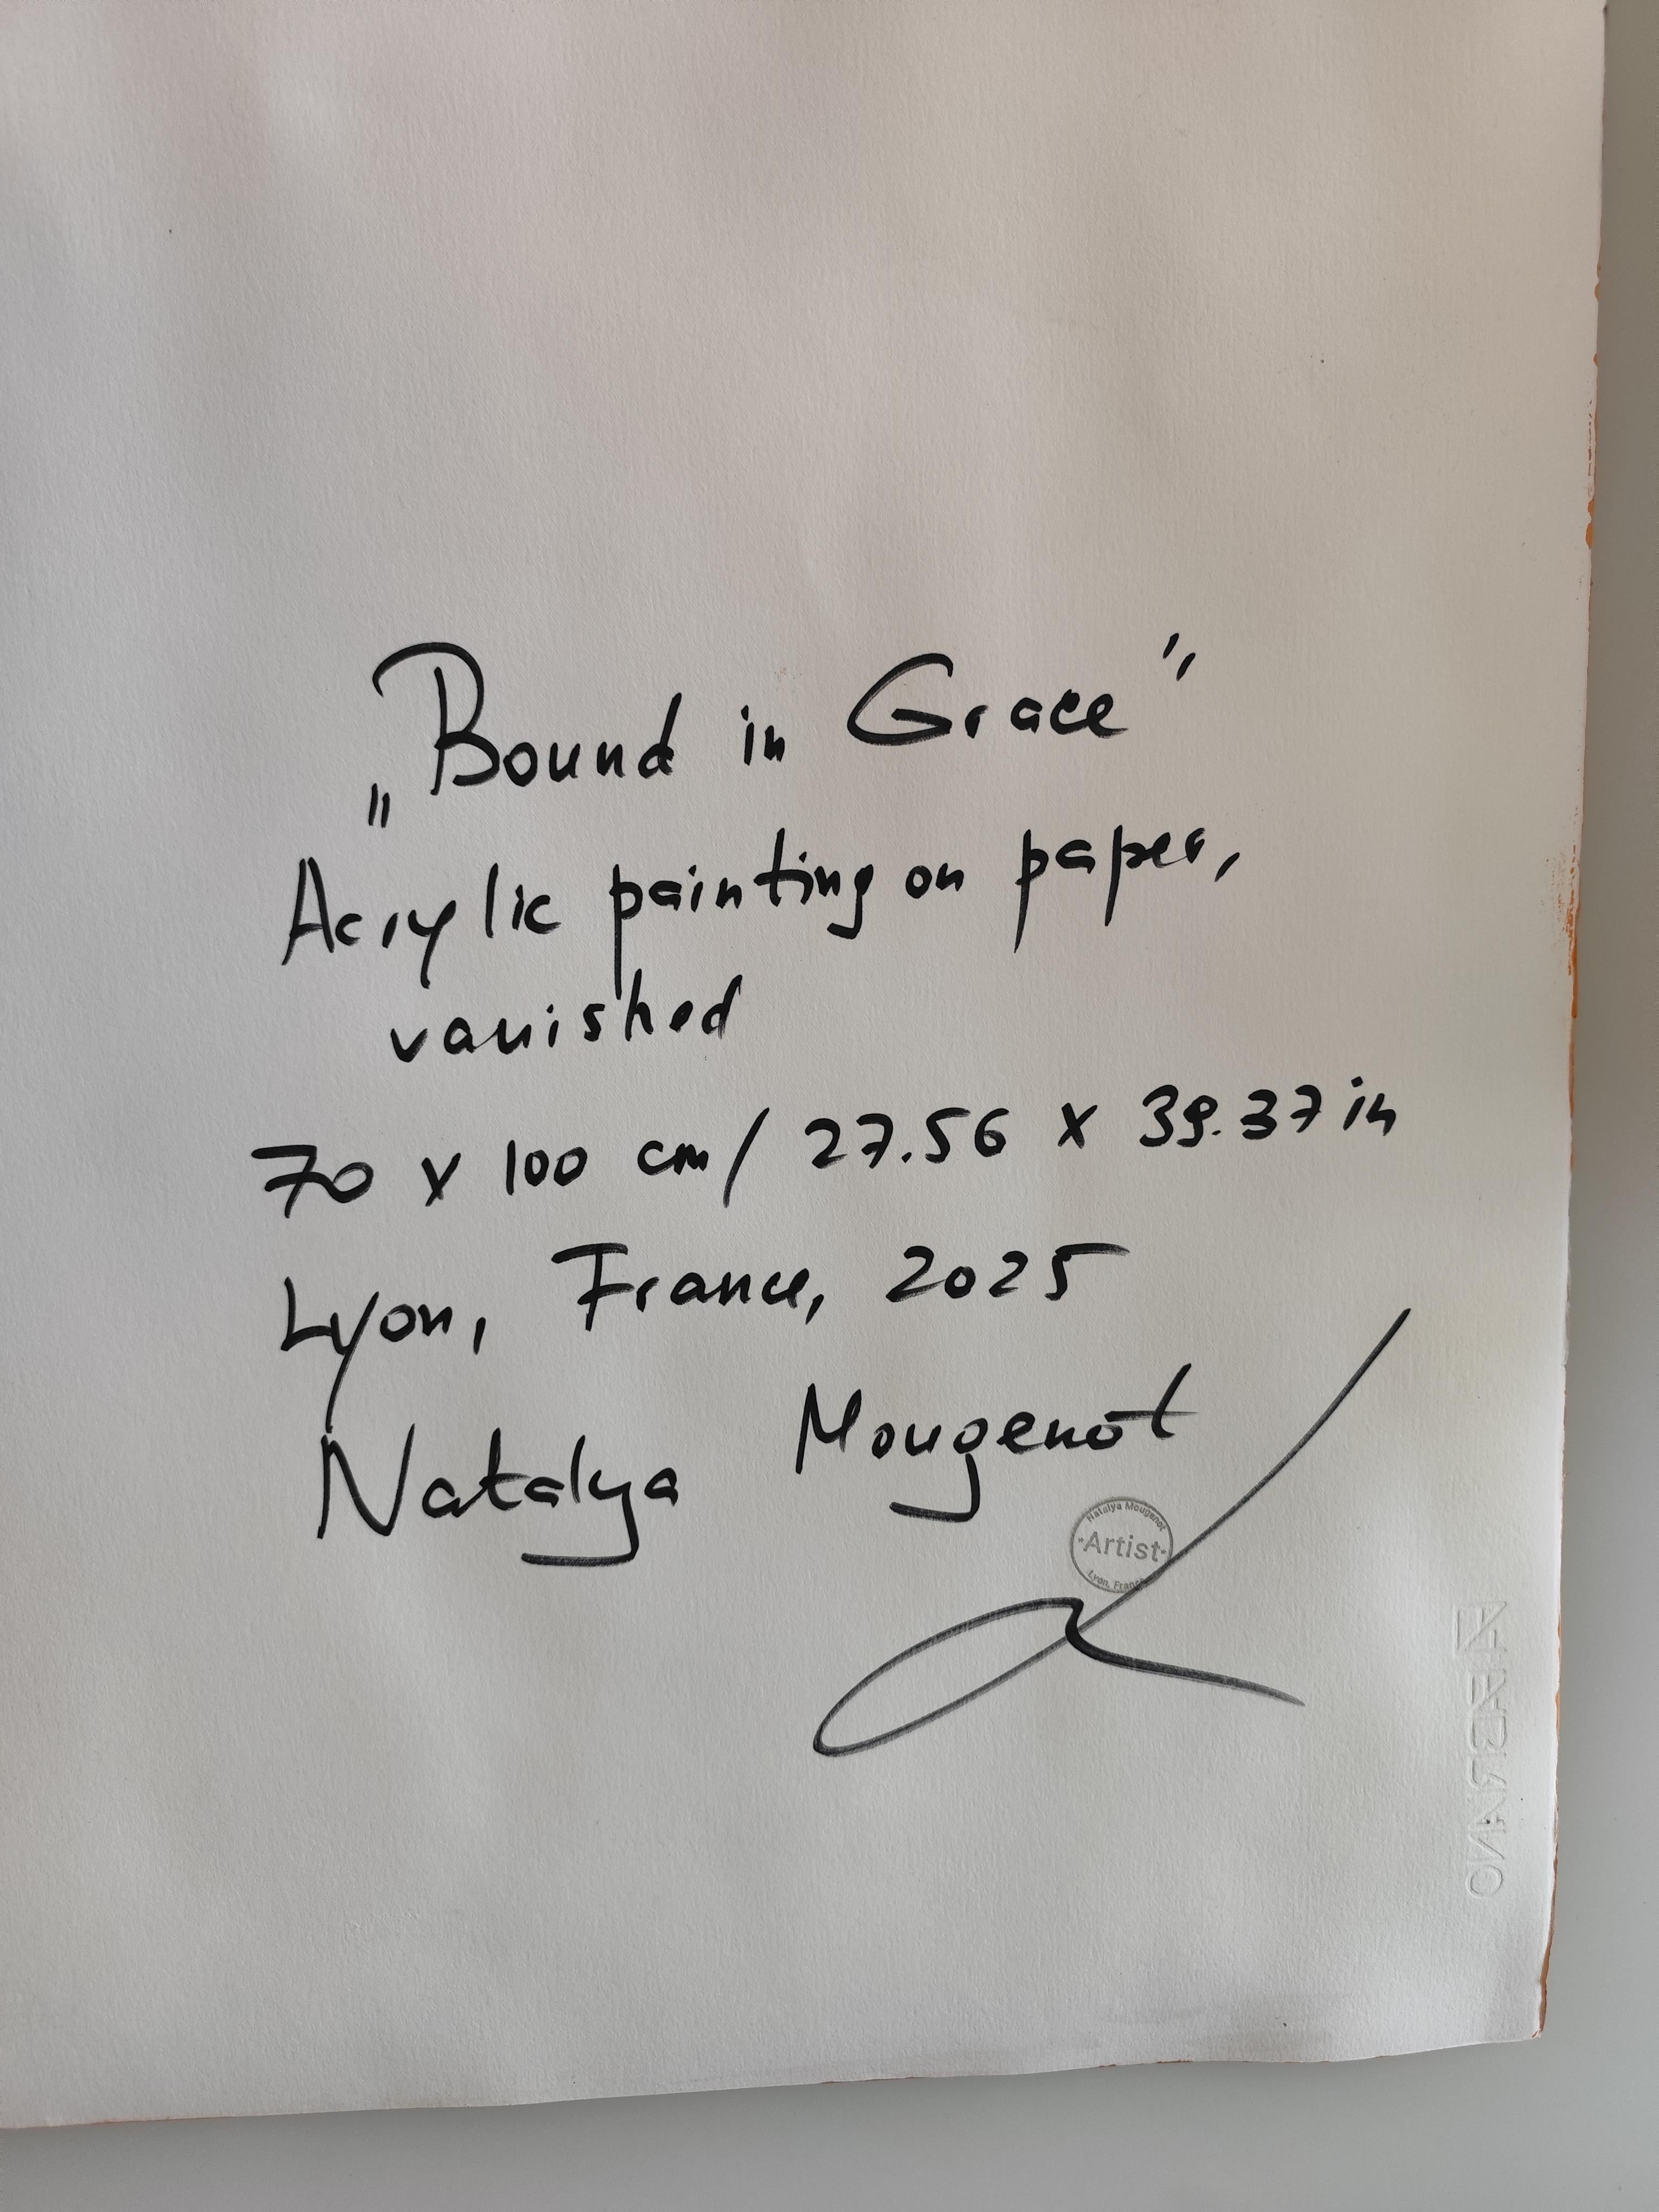 „Bound in Grace”
Acrylic painting on paper,
vanished
70 x 100 cm / 27.56 x 39.37 in
Lyon, France, 2025
Natalya Mougenot
Natalya Mougenot
-Artist-
Lyon, France
FABRIANO